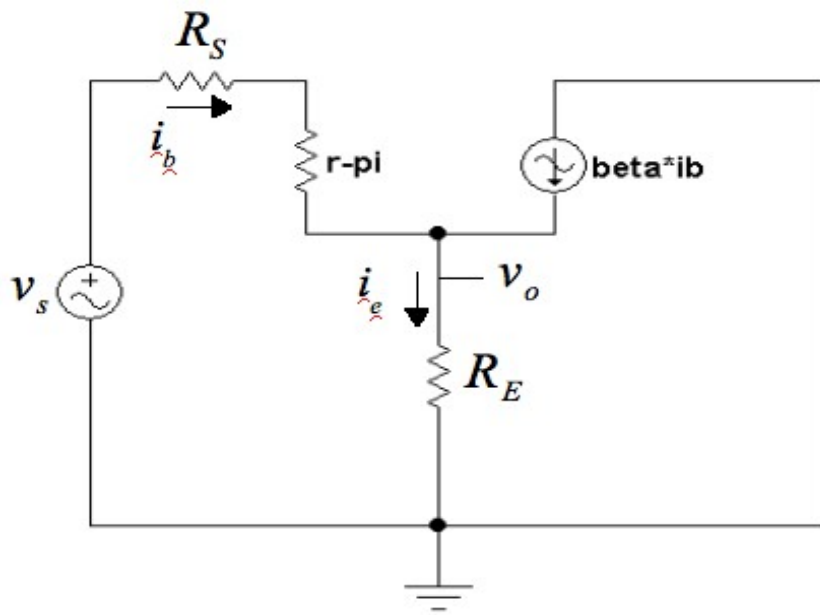 R_S
i_b
r-pi
beta*ib
v_s
+
i_e
v_o
R_E